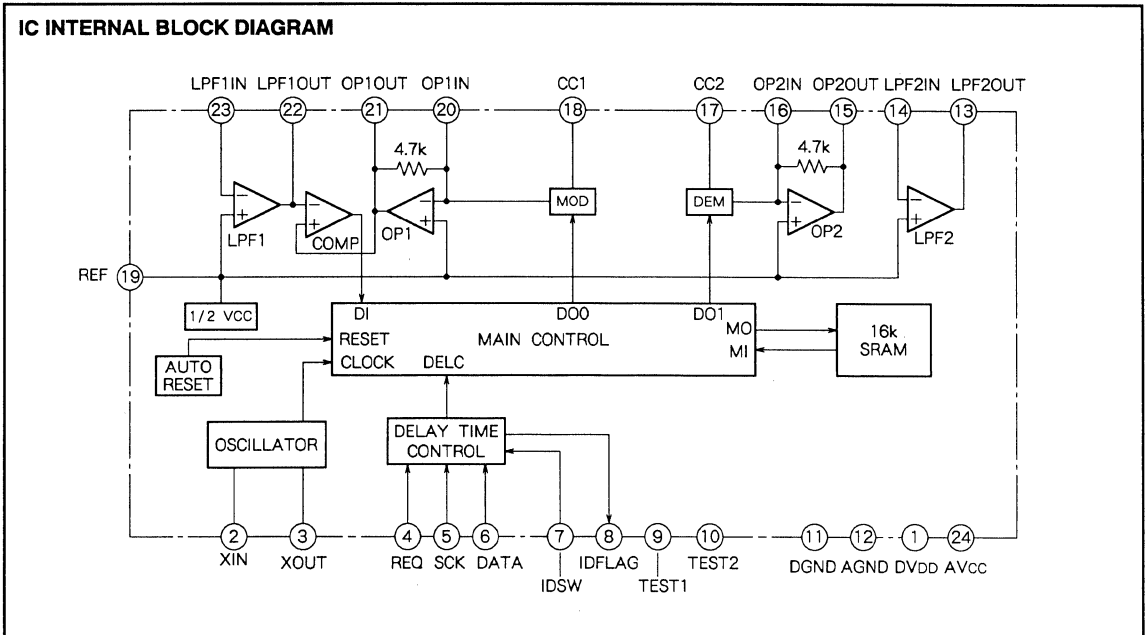 IC INTERNAL BLOCK DIAGRAM
LPF1IN LPF1OUT OP1OUT OP1IN CC1 CC2 OP2IN OP2OUT LPF2IN LPF2OUT
23 22 21 20 18 17 16 15 14 13
4.7k 4.7k
MOD DEM
LPF1 COMP OP1 OP2 LPF2
REF 19
1/2 VCC
DI DO0 DO1
MAIN CONTROL
RESET
CLOCK DELC
MO
MI
16k
SRAM
AUTO
RESET
OSCILLATOR
DELAY TIME
CONTROL
2 3 4 5 6 7 8 9 10 11 12 1 24
XIN XOUT REQ SCK DATA IDSW IDFLAG TEST1 TEST2 DGND AGND DVDD AVCC